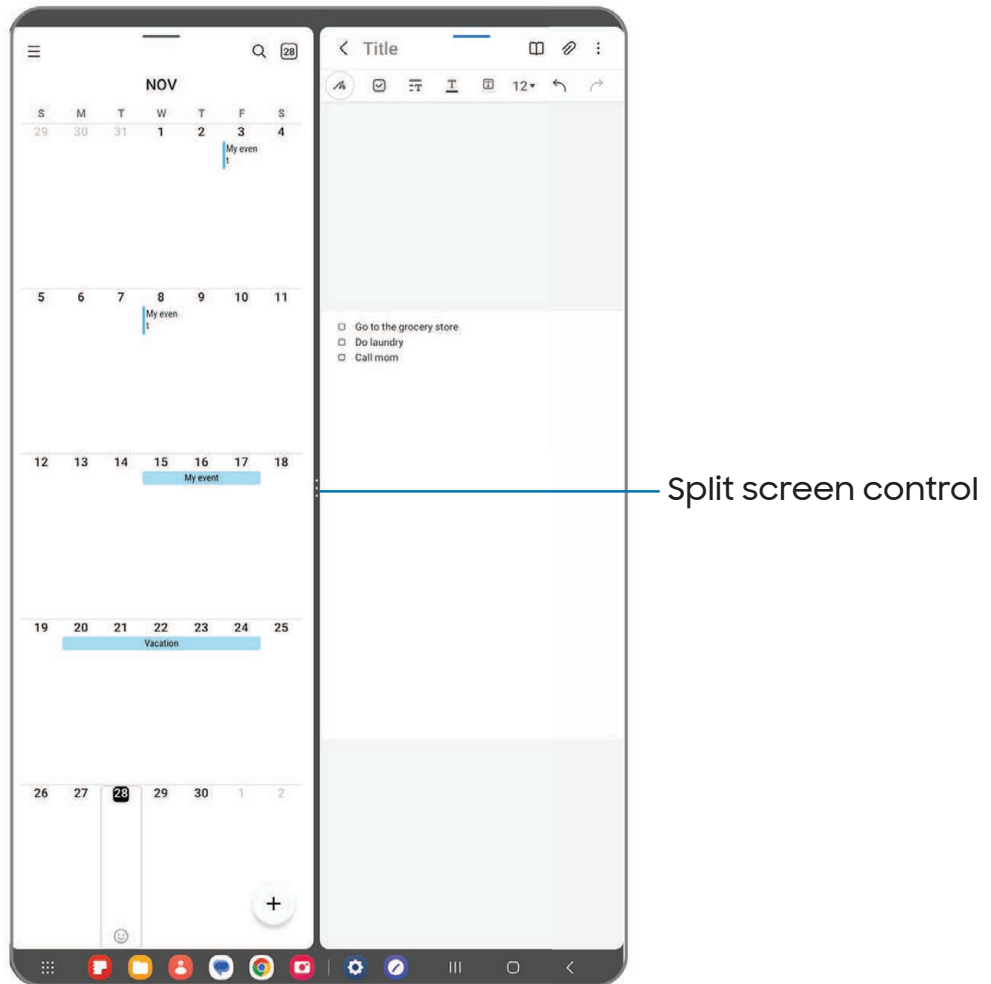 28
NOV
S M T W T F S
29 30 31 1 2 3 4
My even
t
5 6 7 8 9 10 11
My even
t
12 13 14 15 16 17 18
My event
19 20 21 22 23 24 25
Vacation
26 27 28 29 30 1 2
Title
T T T 12
Go to the grocery store
Do laundry
Call mom
Split screen control